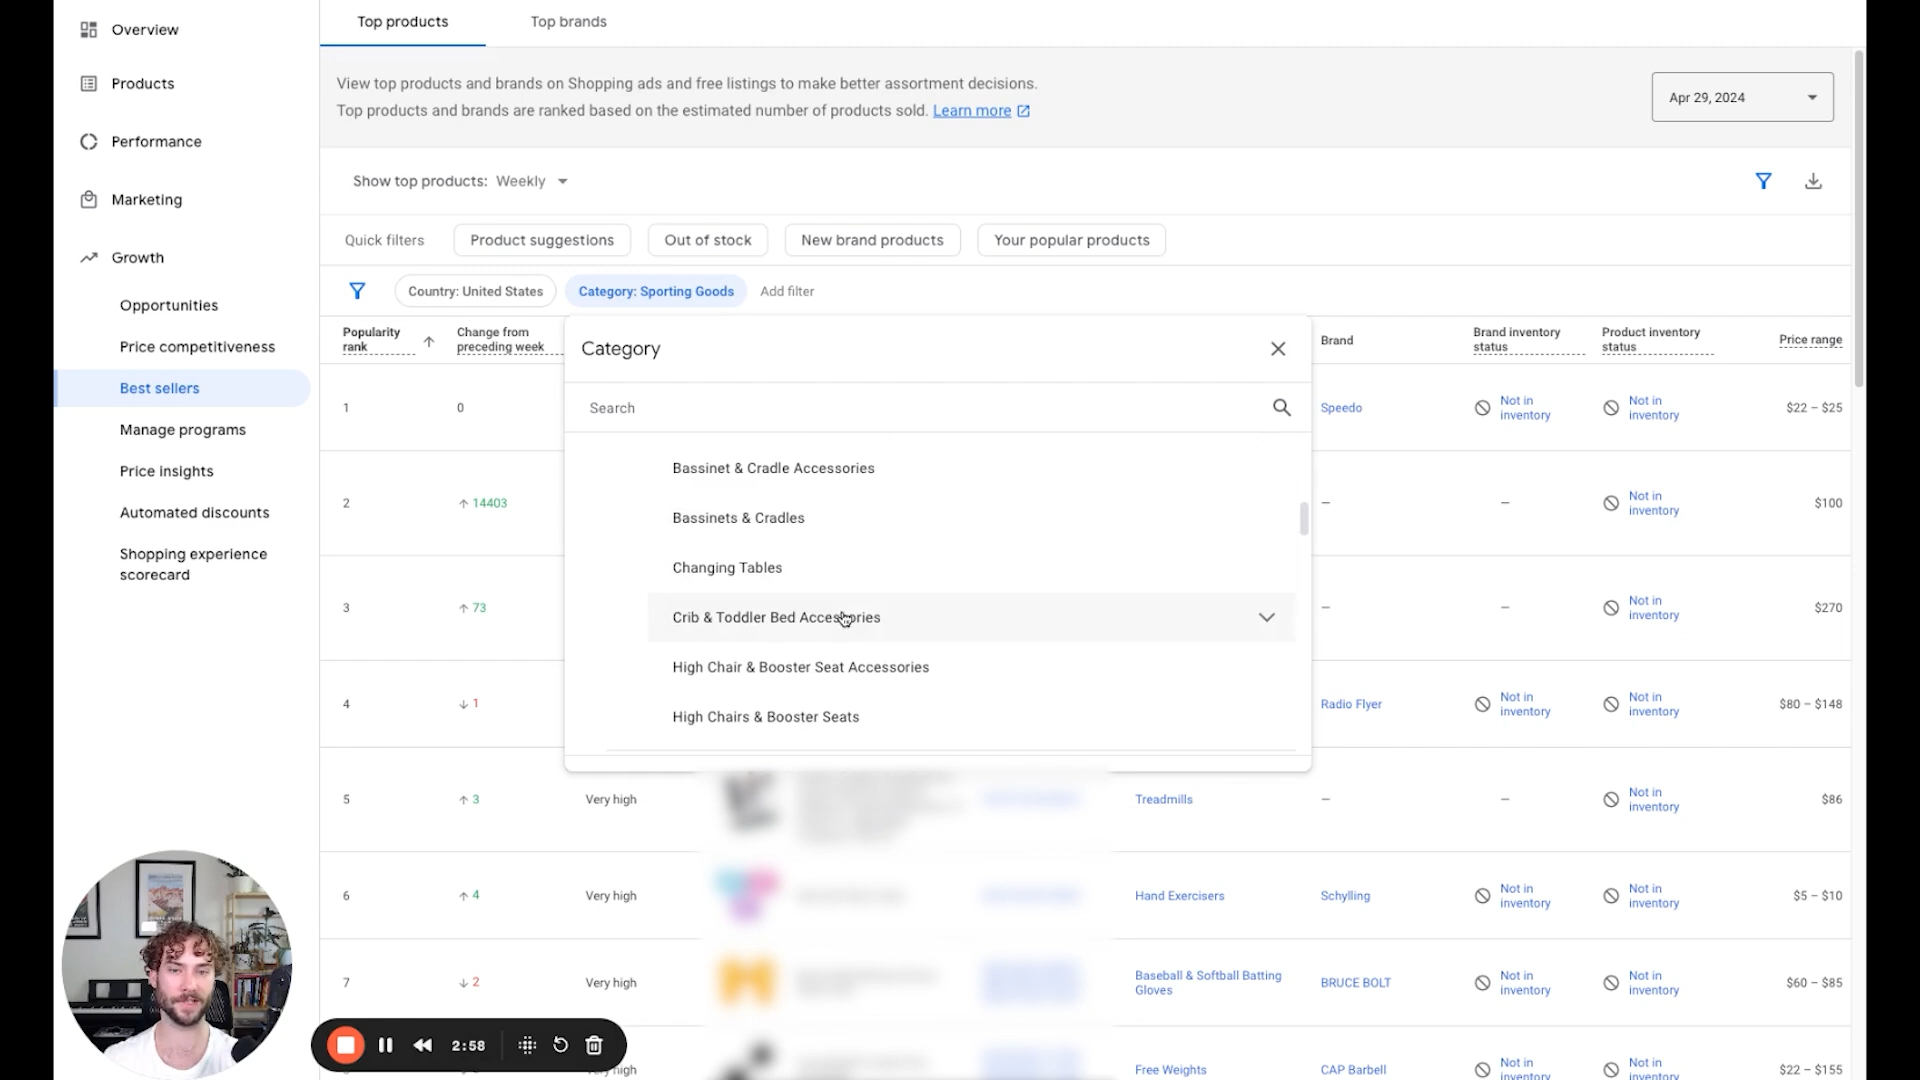 Overview
Products
Performance
Marketing
Growth
Opportunities
Price competitiveness
Best sellers
Manage programs
Price insights
Automated discounts
Shopping experience
scorecard
Top products
Top brands
View top products and brands on Shopping ads and free listings to make better assortment decisions.
Top products and brands are ranked based on the estimated number of products sold. Learn more
Apr 29, 2024
Show top products: Weekly
Quick filters
Product suggestions
Out of stock
New brand products
Your popular products
Country: United States
Category: Sporting Goods
Add filter
Popularity
rank
Change from
preceding week
Brand
Brand inventory
status
Product inventory
status
Price range
Category
Search
Bassinet & Cradle Accessories
Bassinets & Cradles
Changing Tables
Crib & Toddler Bed Accessories
High Chair & Booster Seat Accessories
High Chairs & Booster Seats
1
0
Speedo
Not in
inventory
Not in
inventory
$22 – $25
2
14403
–
–
Not in
inventory
$100
3
73
–
–
Not in
inventory
$270
4
1
Radio Flyer
Not in
inventory
Not in
inventory
$80 – $148
5
3
Very high
Treadmills
–
–
Not in
inventory
$86
6
4
Very high
Hand Exercisers
Schylling
Not in
inventory
Not in
inventory
$5 – $10
7
2
Very high
Baseball & Softball Batting
Gloves
BRUCE BOLT
Not in
inventory
Not in
inventory
$60 – $85
high
Free Weights
CAP Barbell
Not in
inventory
Not in
inventory
$22 – $155
2:58